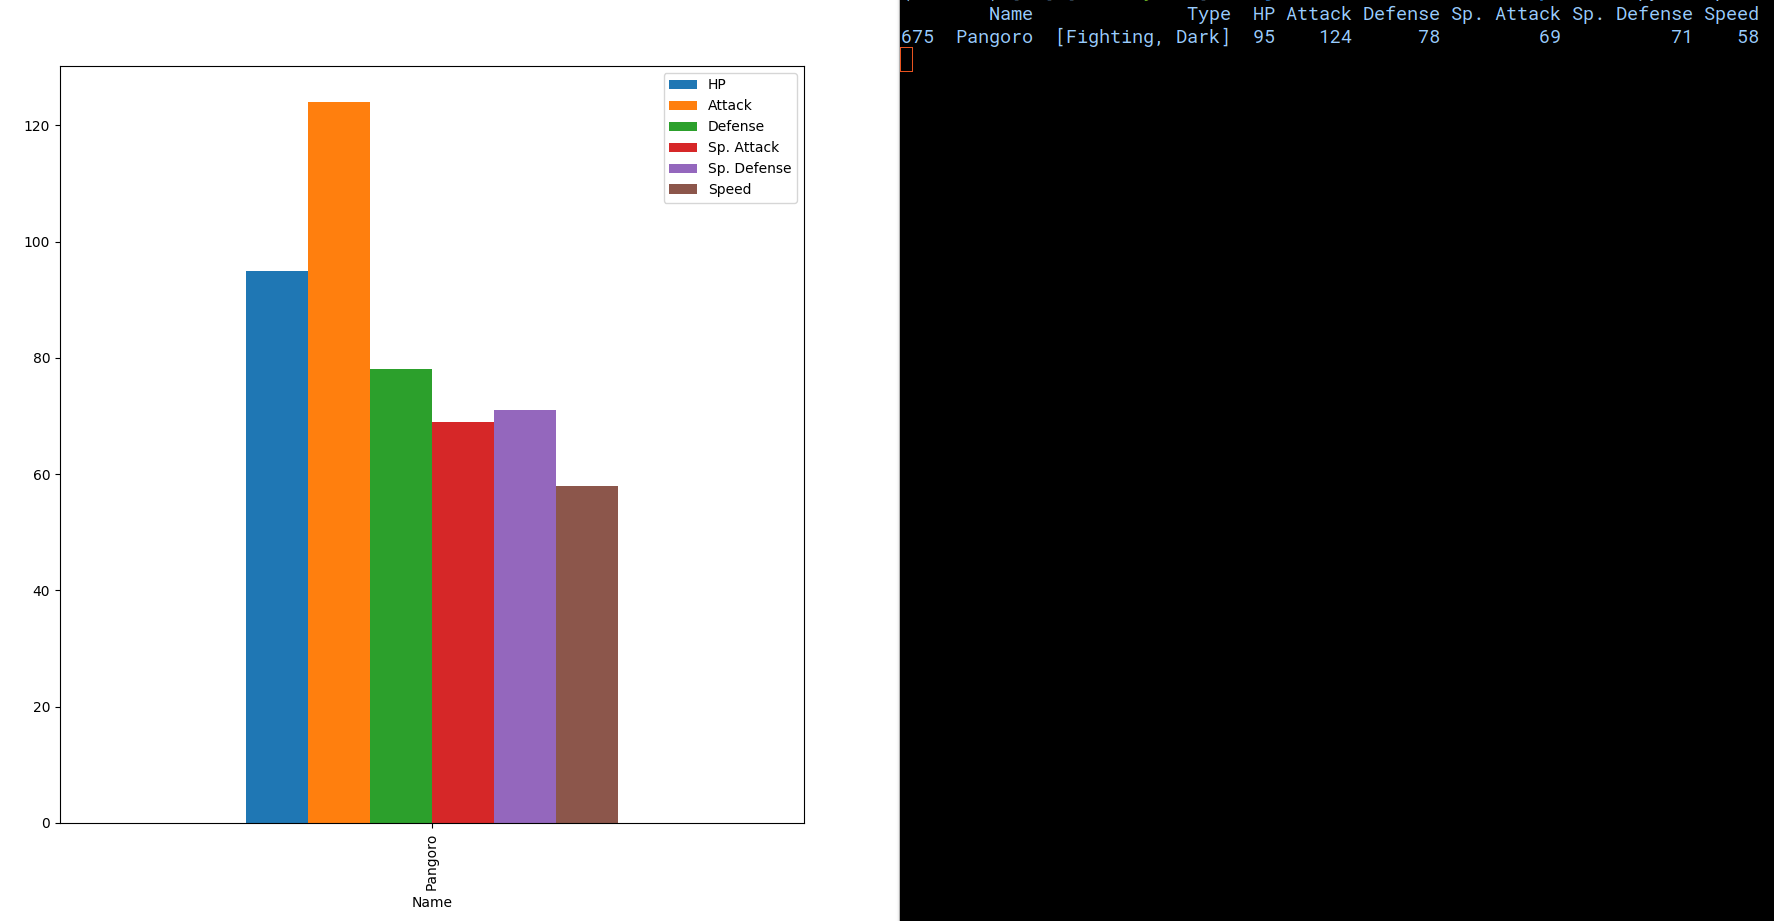 HP
Attack
Defense
Sp. Attack
Sp. Defense
Speed
120
100
80
60
40
20
0
Pangoro
Name
Name Type HP Attack Defense Sp. Attack Sp. Defense Speed
675 Pangoro [Fighting, Dark] 95 124 78 69 71 58